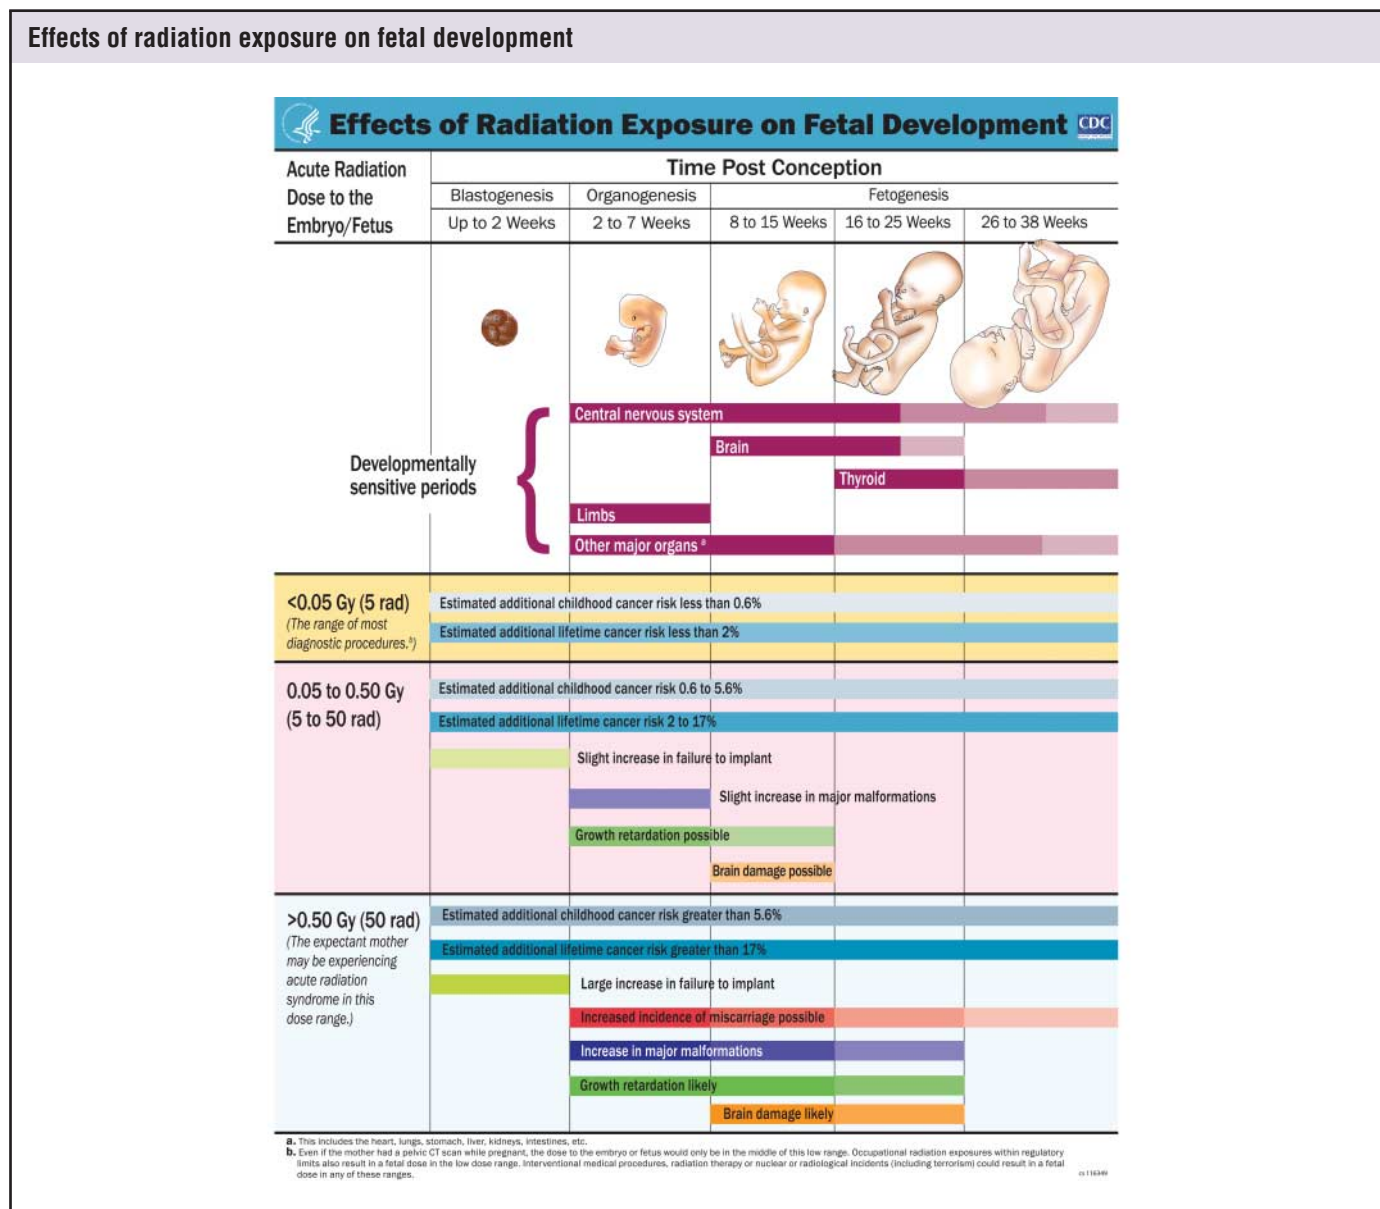 Effects of radiation exposure on fetal development
Effects of Radiation Exposure on Fetal Development CDC
Acute Radiation
Dose to the
Embryo/Fetus
Time Post Conception
Blastogenesis Organogenesis Fetogenesis
Up to 2 Weeks 2 to 7 Weeks 8 to 15 Weeks 16 to 25 Weeks 26 to 38 Weeks
Developmentally
sensitive periods
Central nervous system
Brain
Thyroid
Limbs
Other major organs a
<0.05 Gy (5 rad)
(The range of most
diagnostic procedures.b)
Estimated additional childhood cancer risk less than 0.6%
Estimated additional lifetime cancer risk less than 2%
0.05 to 0.50 Gy
(5 to 50 rad)
Estimated additional childhood cancer risk 0.6 to 5.6%
Estimated additional lifetime cancer risk 2 to 17%
Slight increase in failure to implant
Slight increase in major malformations
Growth retardation possible
Brain damage possible
>0.50 Gy (50 rad)
(The expectant mother
may be experiencing
acute radiation
syndrome in this
dose range.)
Estimated additional childhood cancer risk greater than 5.6%
Estimated additional lifetime cancer risk greater than 17%
Large increase in failure to implant
Increased incidence of miscarriage possible
Increase in major malformations
Growth retardation likely
Brain damage likely
a. This includes the heart, lungs, stomach, liver, kidneys, intestines, etc.
b. Even if the mother had a pelvic CT scan while pregnant, the dose to the embryo or fetus would only be in the middle of this low range. Occupational radiation exposures within regulatory
limits also result in a fetal dose in the low dose range. Interventional medical procedures, radiation therapy or nuclear or radiological incidents (including terrorism) could result in a fetal
dose in any of these ranges.